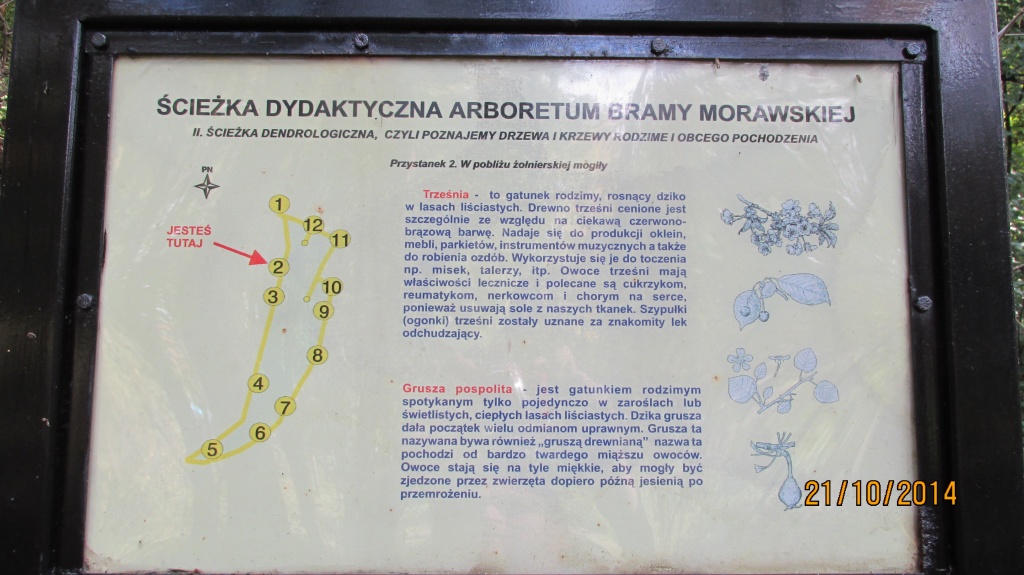 ŚCIEŻKA DYDAKTYCZNA ARBORETUM BRAMY MORAWSKIEJ
II. ŚCIEŻKA DENDROLOGICZNA, CZYLI POZNAJEMY DRZEWA I KRZEWY RODZIME I OBCEGO POCHODZENIA
Przystanek 2. W pobliżu żołnierskiej mogiły
PN
JESTEŚ
TUTAJ
1
12
11
2
3
10
9
8
4
7
6
5
Trześnia - to gatunek rodzimy, rosnący dziko
w lasach liściastych. Drewno trześni cenione jest
szczególnie ze względu na ciekawą czerwono-
brązową barwę. Nadaje się do produkcji oklein,
mebli, parkietów, instrumentów muzycznych a także
do robienia ozdób. Wykorzystuje się je do toczenia
np. misek, talerzy, itp. Owoce trześni mają
właściwości lecznicze i polecane są cukrzykom,
reumatykom, nerkowcom i chorym na serce,
ponieważ usuwają sole z naszych tkanek. Szypułki
(ogonki) trześni zostały uznane za znakomity lek
odchudzający.
Grusza pospolita - jest gatunkiem rodzimym
spotykanym tylko pojedynczo w zaroślach lub
świetlistych, ciepłych lasach liściastych. Dzika grusza
dała początek wielu odmianom uprawnym. Grusza ta
nazywana bywa również „gruszą drewnianą" nazwa ta
pochodzi od bardzo twardego miąższu owoców.
Owoce stają się na tyle miękkie, aby mogły być
zjedzone przez zwierzęta dopiero późną jesienią po
przemrożeniu.
21/10/2014